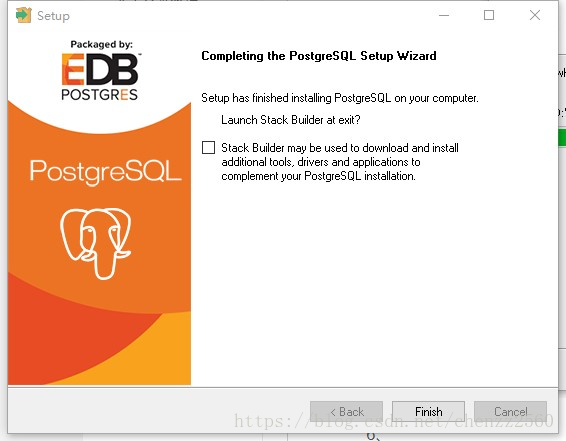 Setup
Packaged by:
EDB
POSTGRES
PostgreSQL
Completing the PostgreSQL Setup Wizard
Setup has finished installing PostgreSQL on your computer.
Launch Stack Builder at exit?
Stack Builder may be used to download and install
additional tools, drivers and applications to
complement your PostgreSQL installation.
< Back
Finish
Cancel
https://blog.csdn.net/chenzz2560
6、